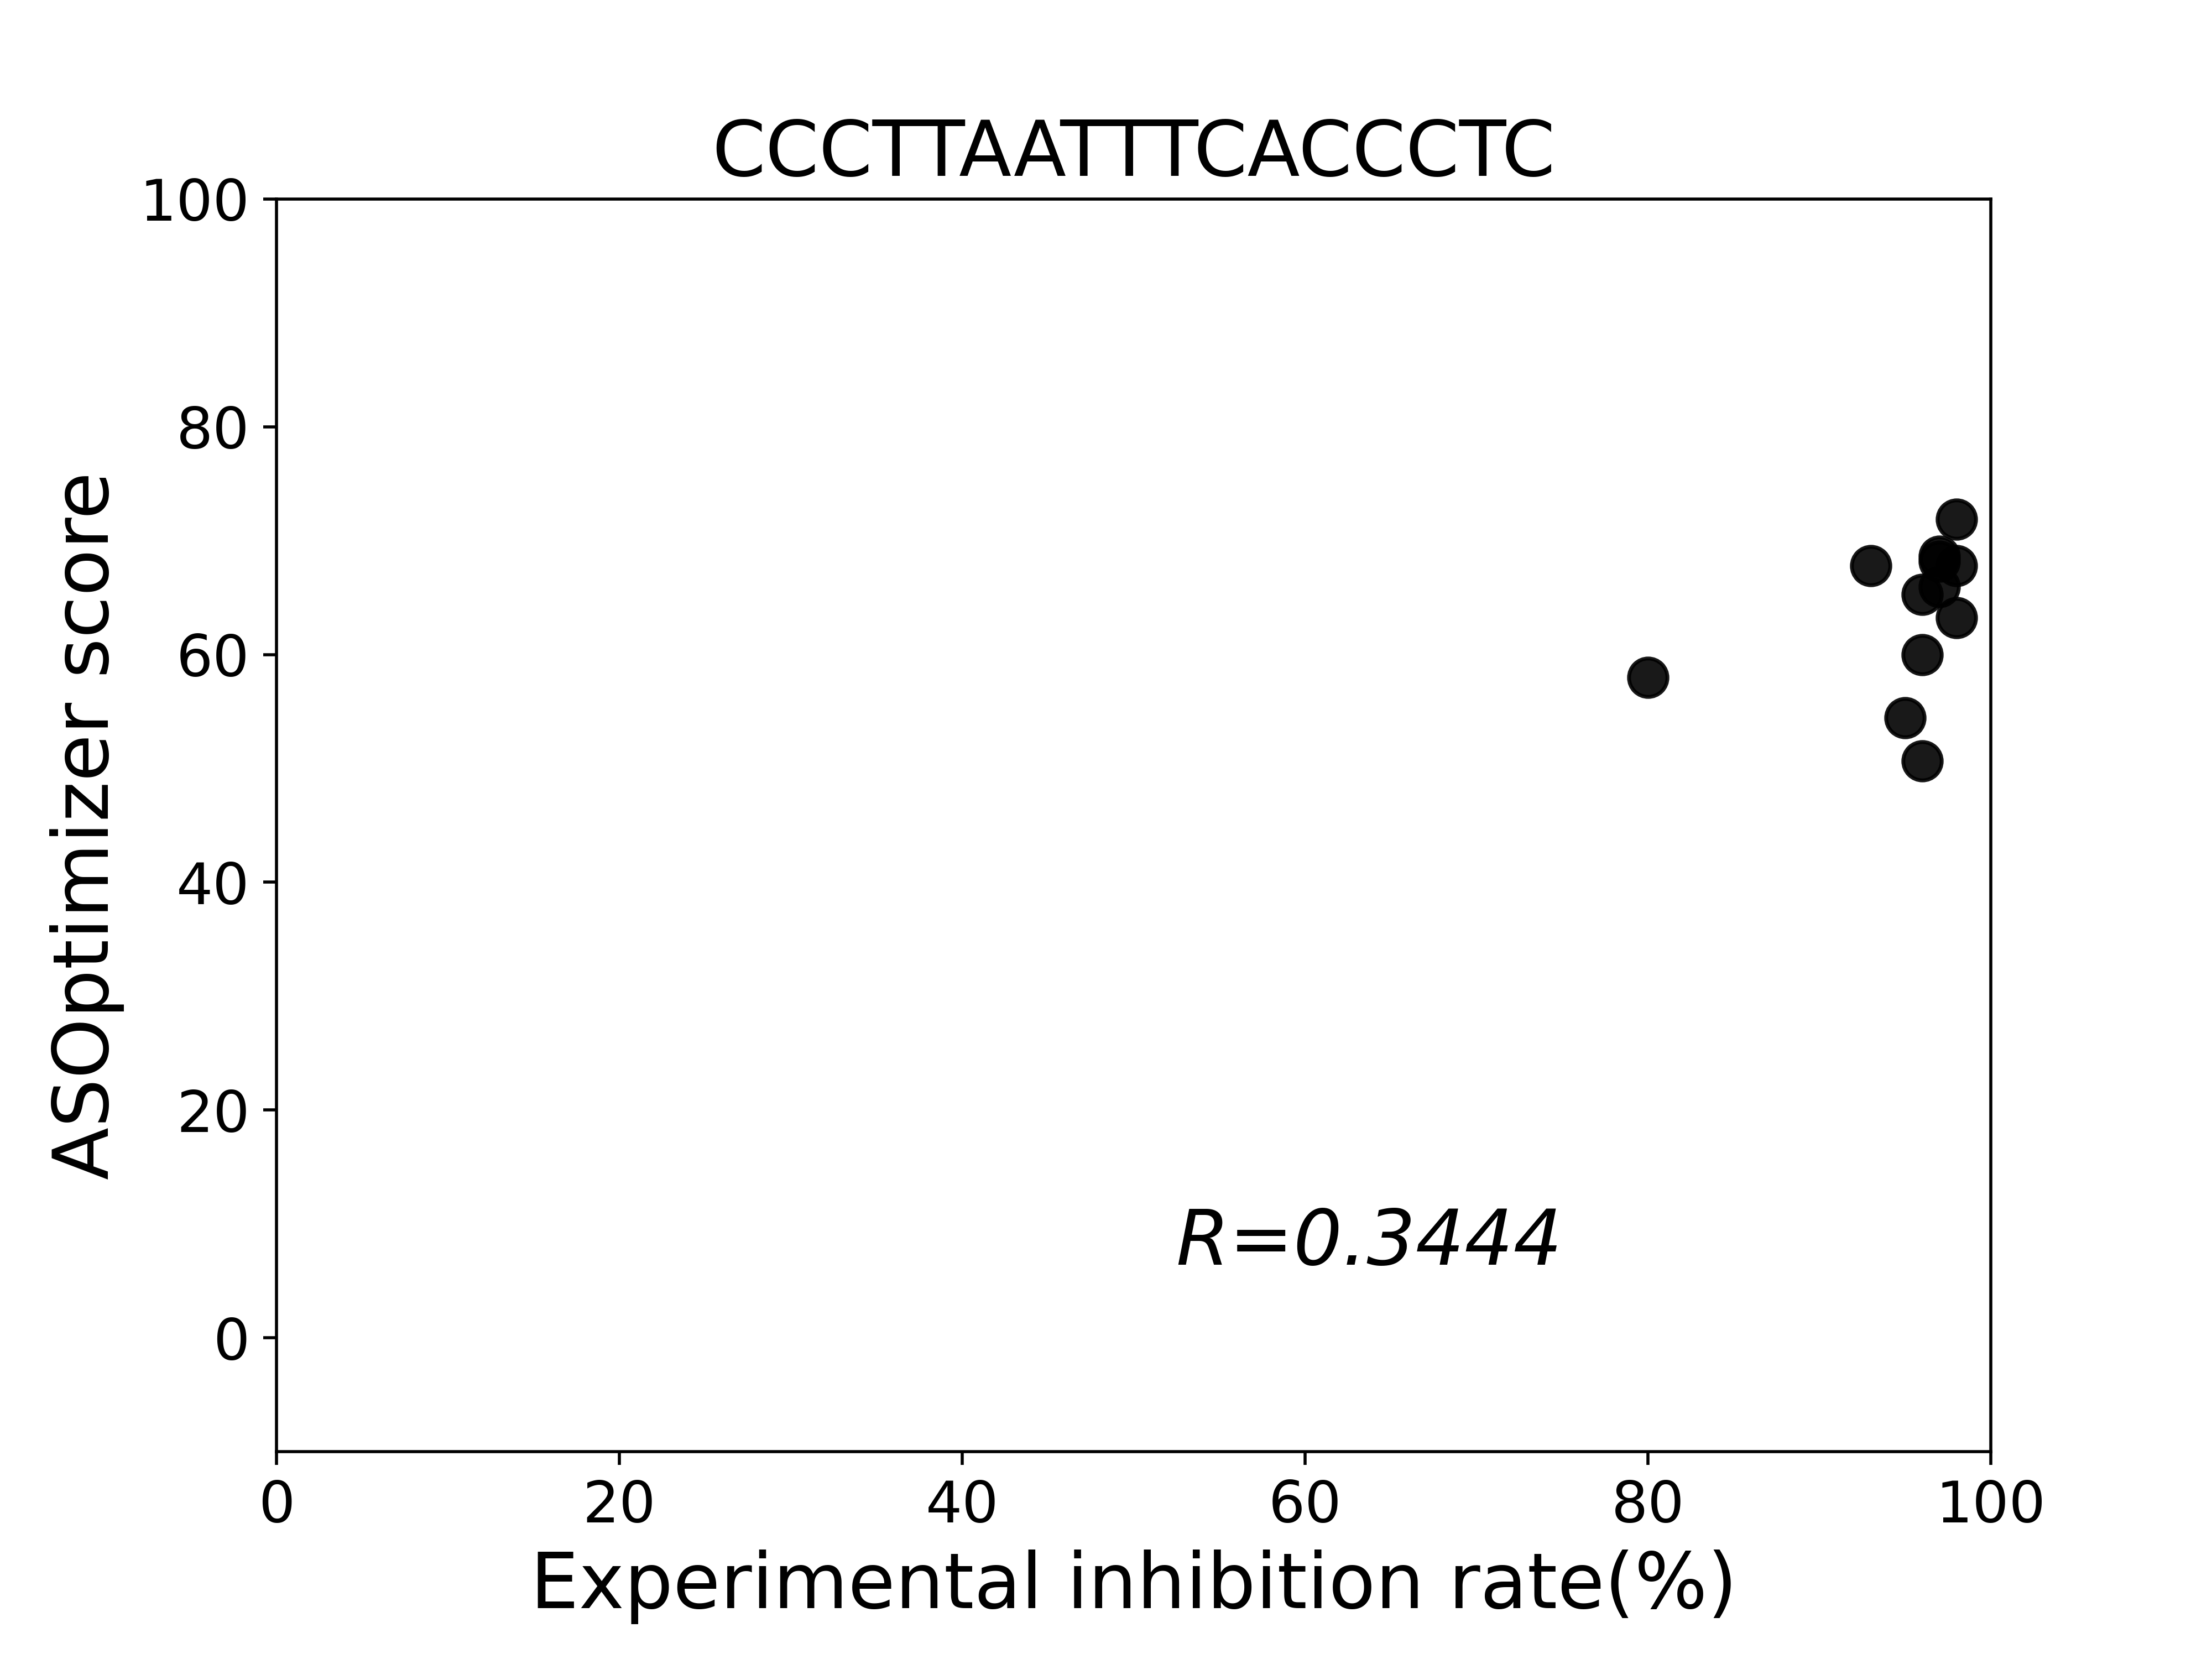 CCCTTAATTTCACCCTC
100
80
60
40
20
0
ASOptimizer score
R=0.3444
0 20 40 60 80 100
Experimental inhibition rate(%)